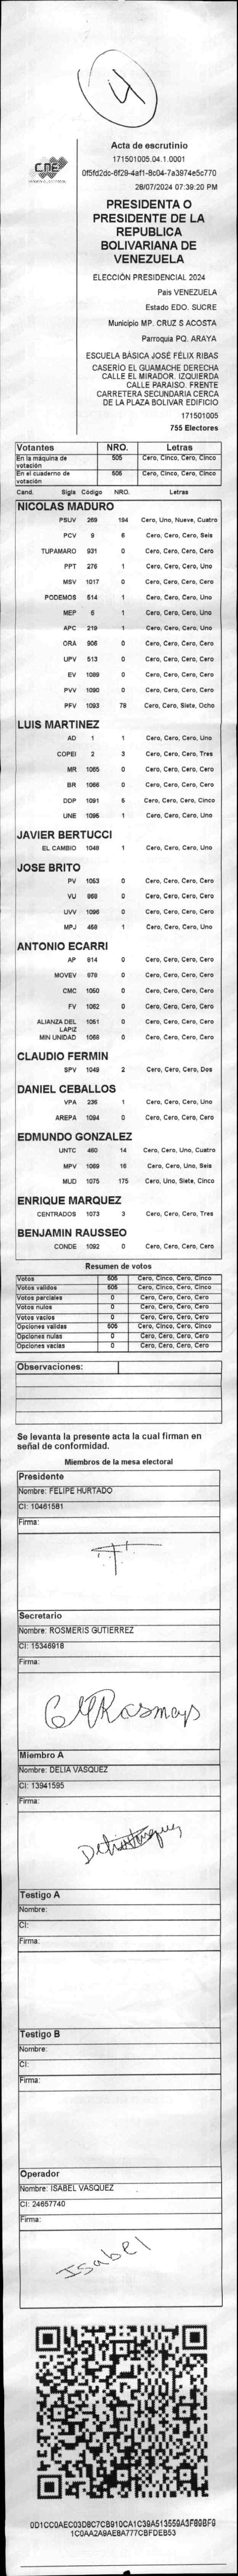 4
CNE
Acta de escrutinio
171501005.04.1.0001
0f5fd2dc-6f29-4af1-8c04-7a3974e5c770
28/07/2024 07:39:20 PM
PRESIDENTA O
PRESIDENTE DE LA
REPUBLICA
BOLIVARIANA DE
VENEZUELA
ELECCIÓN PRESIDENCIAL 2024
Pais VENEZUELA
Estado EDO. SUCRE
Municipio MP. CRUZ S ACOSTA
Parroquia PQ. ARAYA
ESCUELA BÁSICA JOSÉ FÉLIX RIBAS
CASERÍO EL GUAMACHE DERECHA
CALLE EL MIRADOR. IZQUIERDA
CALLE PARAISO. FRENTE
CARRETERA SECUNDARIA CERCA
DE LA PLAZA BOLIVAR EDIFICIO
171501005
755 Electores
Votantes NRO. Letras
En la máquina de votación 505 Cero, Cinco, Cero, Cinco
En el cuaderno de votación 505 Cero, Cinco, Cero, Cinco
Cand. Sigla Código NRO. Letras
NICOLAS MADURO
PSUV 269 194 Cero, Uno, Nueve, Cuatro
PCV 9 6 Cero, Cero, Cero, Seis
TUPAMARO 931 0 Cero, Cero, Cero, Cero
PPT 276 1 Cero, Cero, Cero, Uno
MSV 1017 0 Cero, Cero, Cero, Cero
PODEMOS 514 1 Cero, Cero, Cero, Uno
MEP 6 1 Cero, Cero, Cero, Uno
APC 219 1 Cero, Cero, Cero, Uno
ORA 906 0 Cero, Cero, Cero, Cero
UPV 513 0 Cero, Cero, Cero, Cero
EV 1089 0 Cero, Cero, Cero, Cero
PVV 1090 0 Cero, Cero, Cero, Cero
PFV 1093 78 Cero, Cero, Siete, Ocho
LUIS MARTINEZ
AD 1 1 Cero, Cero, Cero, Uno
COPEI 2 3 Cero, Cero, Cero, Tres
MR 1065 0 Cero, Cero, Cero, Cero
BR 1066 0 Cero, Cero, Cero, Cero
DDP 1091 5 Cero, Cero, Cero, Cinco
UNE 1095 1 Cero, Cero, Cero, Uno
JAVIER BERTUCCI
EL CAMBIO 1048 1 Cero, Cero, Cero, Uno
JOSE BRITO
PV 1053 0 Cero, Cero, Cero, Cero
VU 868 0 Cero, Cero, Cero, Cero
UVV 1096 0 Cero, Cero, Cero, Cero
MPJ 458 1 Cero, Cero, Cero, Uno
ANTONIO ECARRI
AP 814 0 Cero, Cero, Cero, Cero
MOVEV 978 0 Cero, Cero, Cero, Cero
CMC 1050 0 Cero, Cero, Cero, Cero
FV 1052 0 Cero, Cero, Cero, Cero
ALIANZA DEL LAPIZ 1051 0 Cero, Cero, Cero, Cero
MIN UNIDAD 1068 0 Cero, Cero, Cero, Cero
CLAUDIO FERMIN
SPV 1049 2 Cero, Cero, Cero, Dos
DANIEL CEBALLOS
VPA 236 1 Cero, Cero, Cero, Uno
AREPA 1094 0 Cero, Cero, Cero, Cero
EDMUNDO GONZALEZ
UNTC 460 14 Cero, Cero, Uno, Cuatro
MPV 1069 16 Cero, Cero, Uno, Seis
MUD 1075 175 Cero, Uno, Siete, Cinco
ENRIQUE MARQUEZ
CENTRADOS 1073 3 Cero, Cero, Cero, Tres
BENJAMIN RAUSSEO
CONDE 1092 0 Cero, Cero, Cero, Cero
Resumen de votos
Votos 505 Cero, Cinco, Cero, Cinco
Votos validos 505 Cero, Cinco, Cero, Cinco
Votos parciales 0 Cero, Cero, Cero, Cero
Votos nulos 0 Cero, Cero, Cero, Cero
Votos vacios 0 Cero, Cero, Cero, Cero
Opciones validas 505 Cero, Cinco, Cero, Cinco
Opciones nulas 0 Cero, Cero, Cero, Cero
Opciones vacias 0 Cero, Cero, Cero, Cero
Observaciones:
Se levanta la presente acta la cual firman en
señal de conformidad.
Miembros de la mesa electoral
Presidente
Nombre: FELIPE HURTADO
CI: 10461581
Firma:
Secretario
Nombre: ROSMERIS GUTIERREZ
CI: 15346918
Firma:
Miembro A
Nombre: DELIA VASQUEZ
CI: 13941595
Firma:
Testigo A
Nombre:
CI:
Firma:
Testigo B
Nombre:
CI:
Firma:
Operador
Nombre: ISABEL VASQUEZ
CI: 24657740
Firma:
Isabel
0D1CC0AEC03D8C7CB910CA1C39A513559A3F89BF9
1C0AA2A9AE8A777CBFDEB53